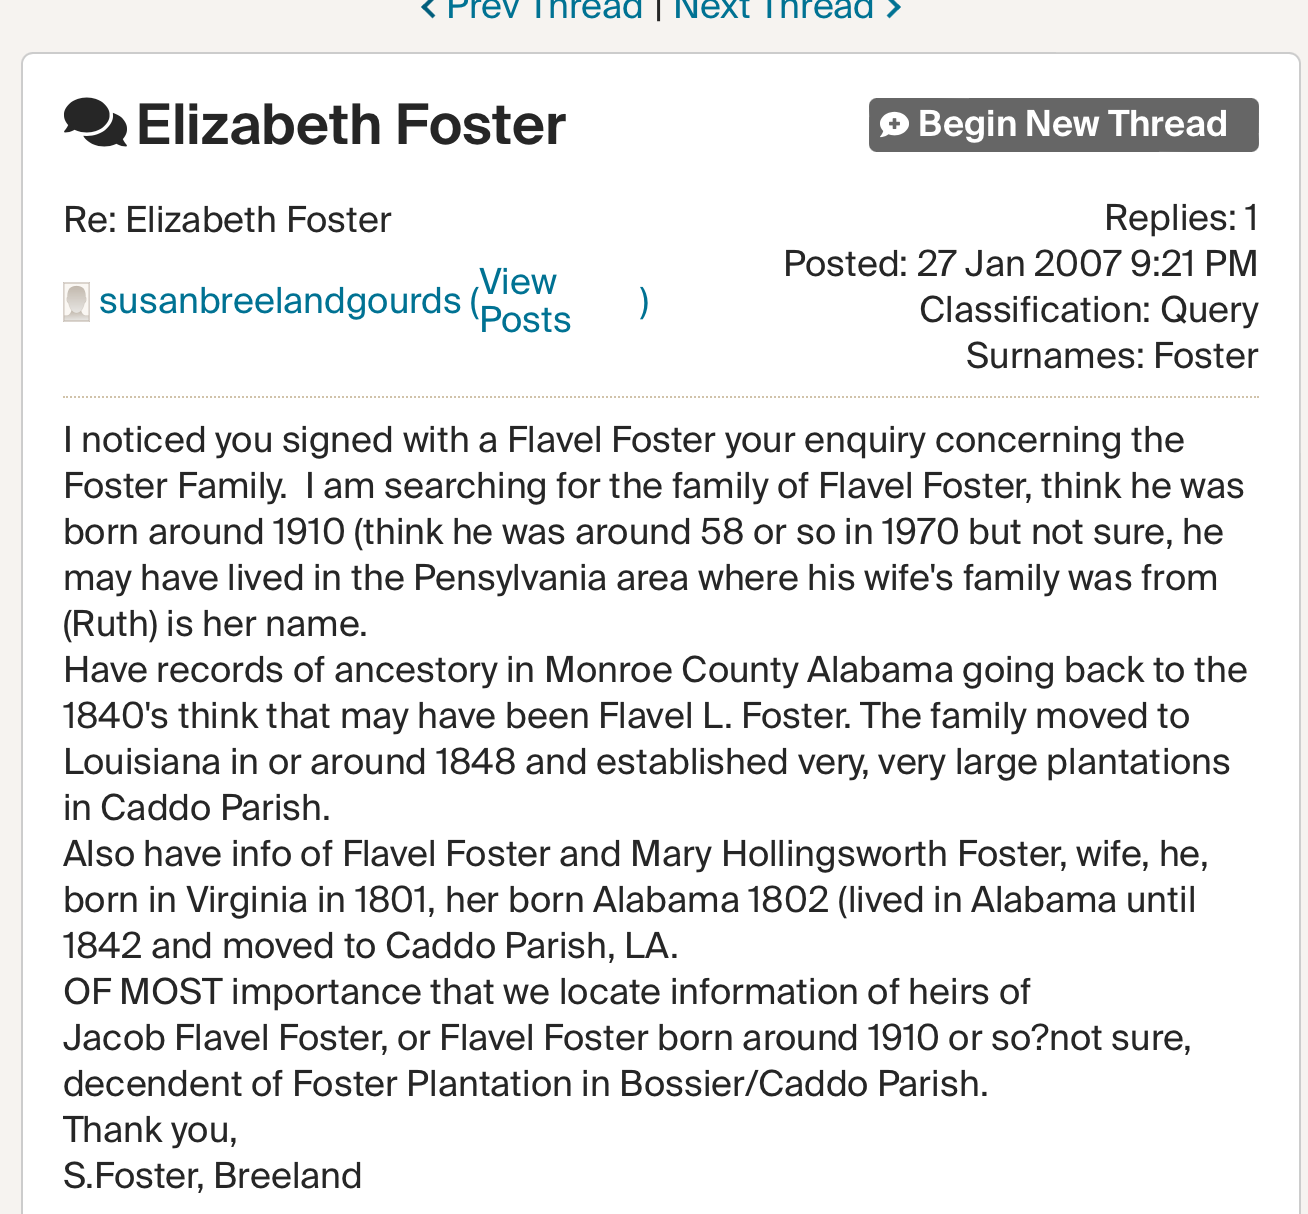 ‹ Prev Thread | Next Thread ›
Elizabeth Foster
Begin New Thread
Re: Elizabeth Foster
susanbreelandgourds (View Posts)
Replies: 1
Posted: 27 Jan 2007 9:21 PM
Classification: Query
Surnames: Foster
I noticed you signed with a Flavel Foster your enquiry concerning the
Foster Family.  I am searching for the family of Flavel Foster, think he was
born around 1910 (think he was around 58 or so in 1970 but not sure, he
may have lived in the Pensylvania area where his wife's family was from
(Ruth) is her name.
Have records of ancestory in Monroe County Alabama going back to the
1840's think that may have been Flavel L. Foster. The family moved to
Louisiana in or around 1848 and established very, very large plantations
in Caddo Parish.
Also have info of Flavel Foster and Mary Hollingsworth Foster, wife, he,
born in Virginia in 1801, her born Alabama 1802 (lived in Alabama until
1842 and moved to Caddo Parish, LA.
OF MOST importance that we locate information of heirs of
Jacob Flavel Foster, or Flavel Foster born around 1910 or so?not sure,
decendent of Foster Plantation in Bossier/Caddo Parish.
Thank you,
S.Foster, Breeland